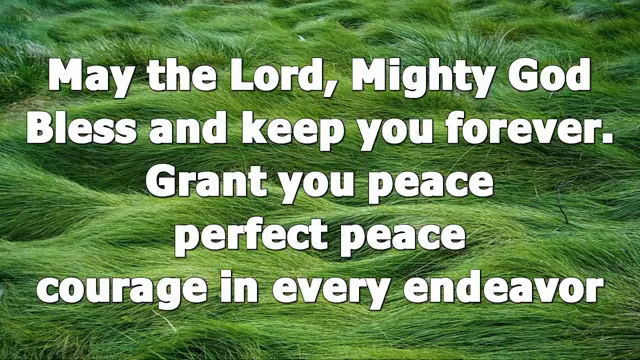 May the Lord, Mighty God
Bless and keep you forever.
Grant you peace
perfect peace
courage in every endeavor